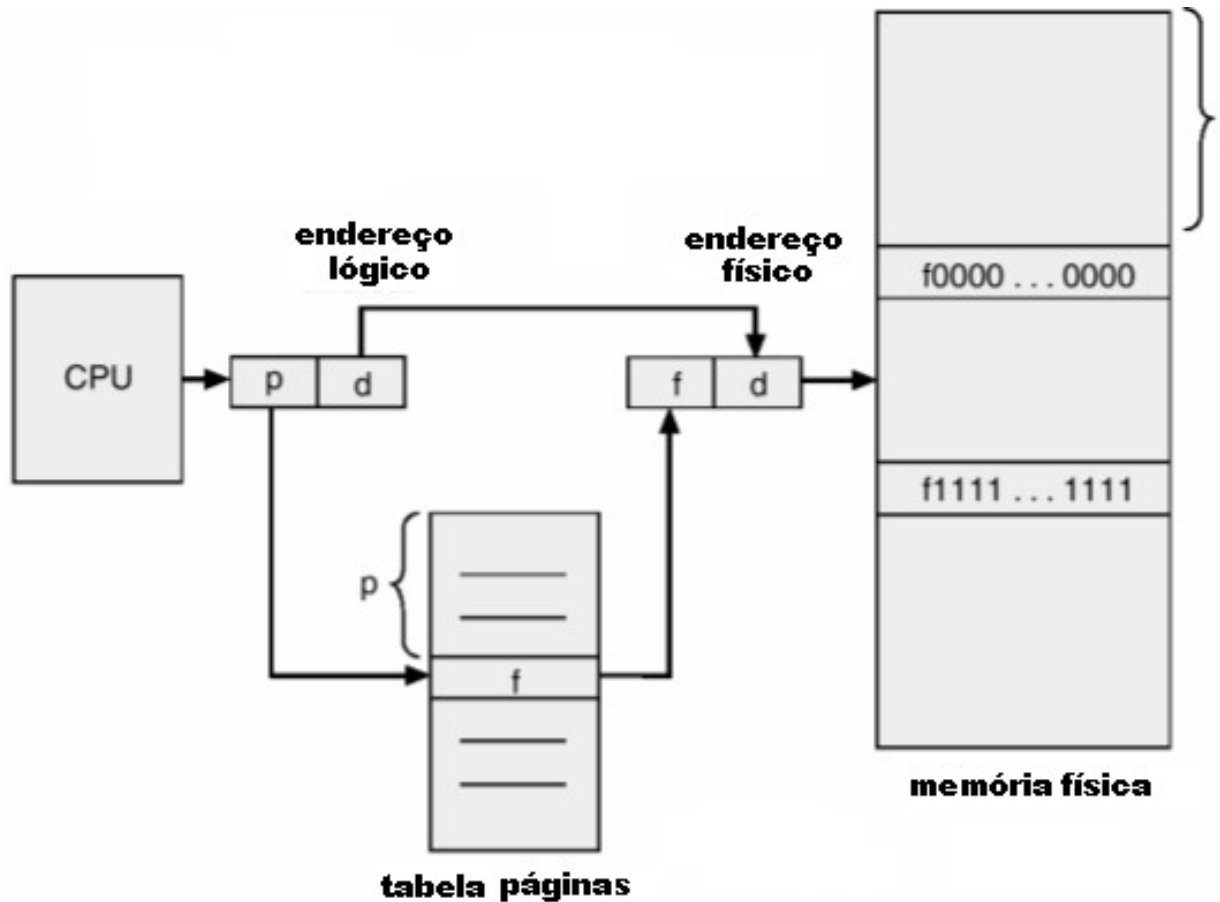 endereço
lógico
endereço
físico
f0000 . . . 0000
CPU
p
d
f
d
f1111 . . . 1111
p
f
memória física
tabela páginas